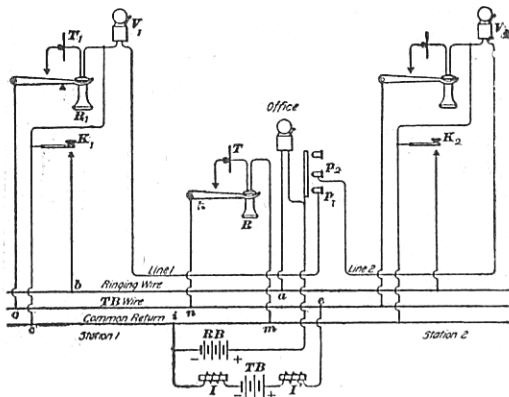 T₁
V₁
V₂
R₁
K₁
Office
T
P₂
P₁
K₂
h
R
Line 1
Line 2
b
Ringing Wire
a
e
TB Wire
n
Common Return
i
m
c
Station 1
RB
Station 2
− +
TB
− +
I
I'